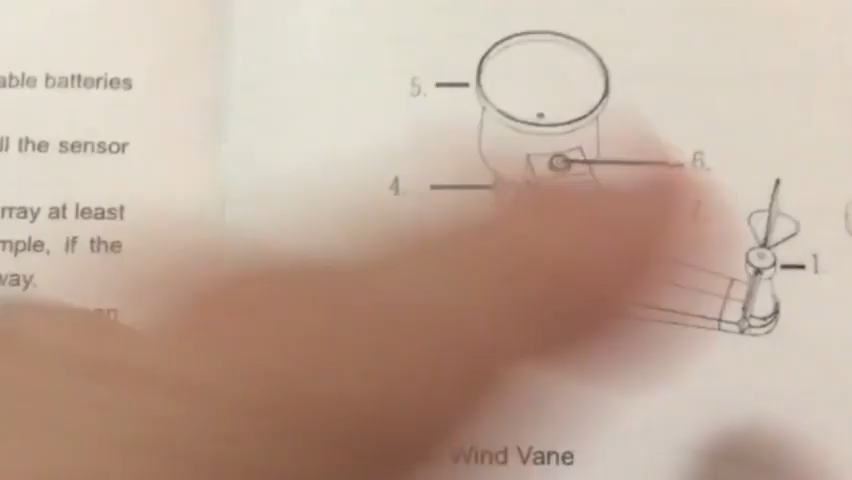 able batteries
ll the sensor
rray at least
mple, if the
way.
5.
4.
6.
1
Wind Vane